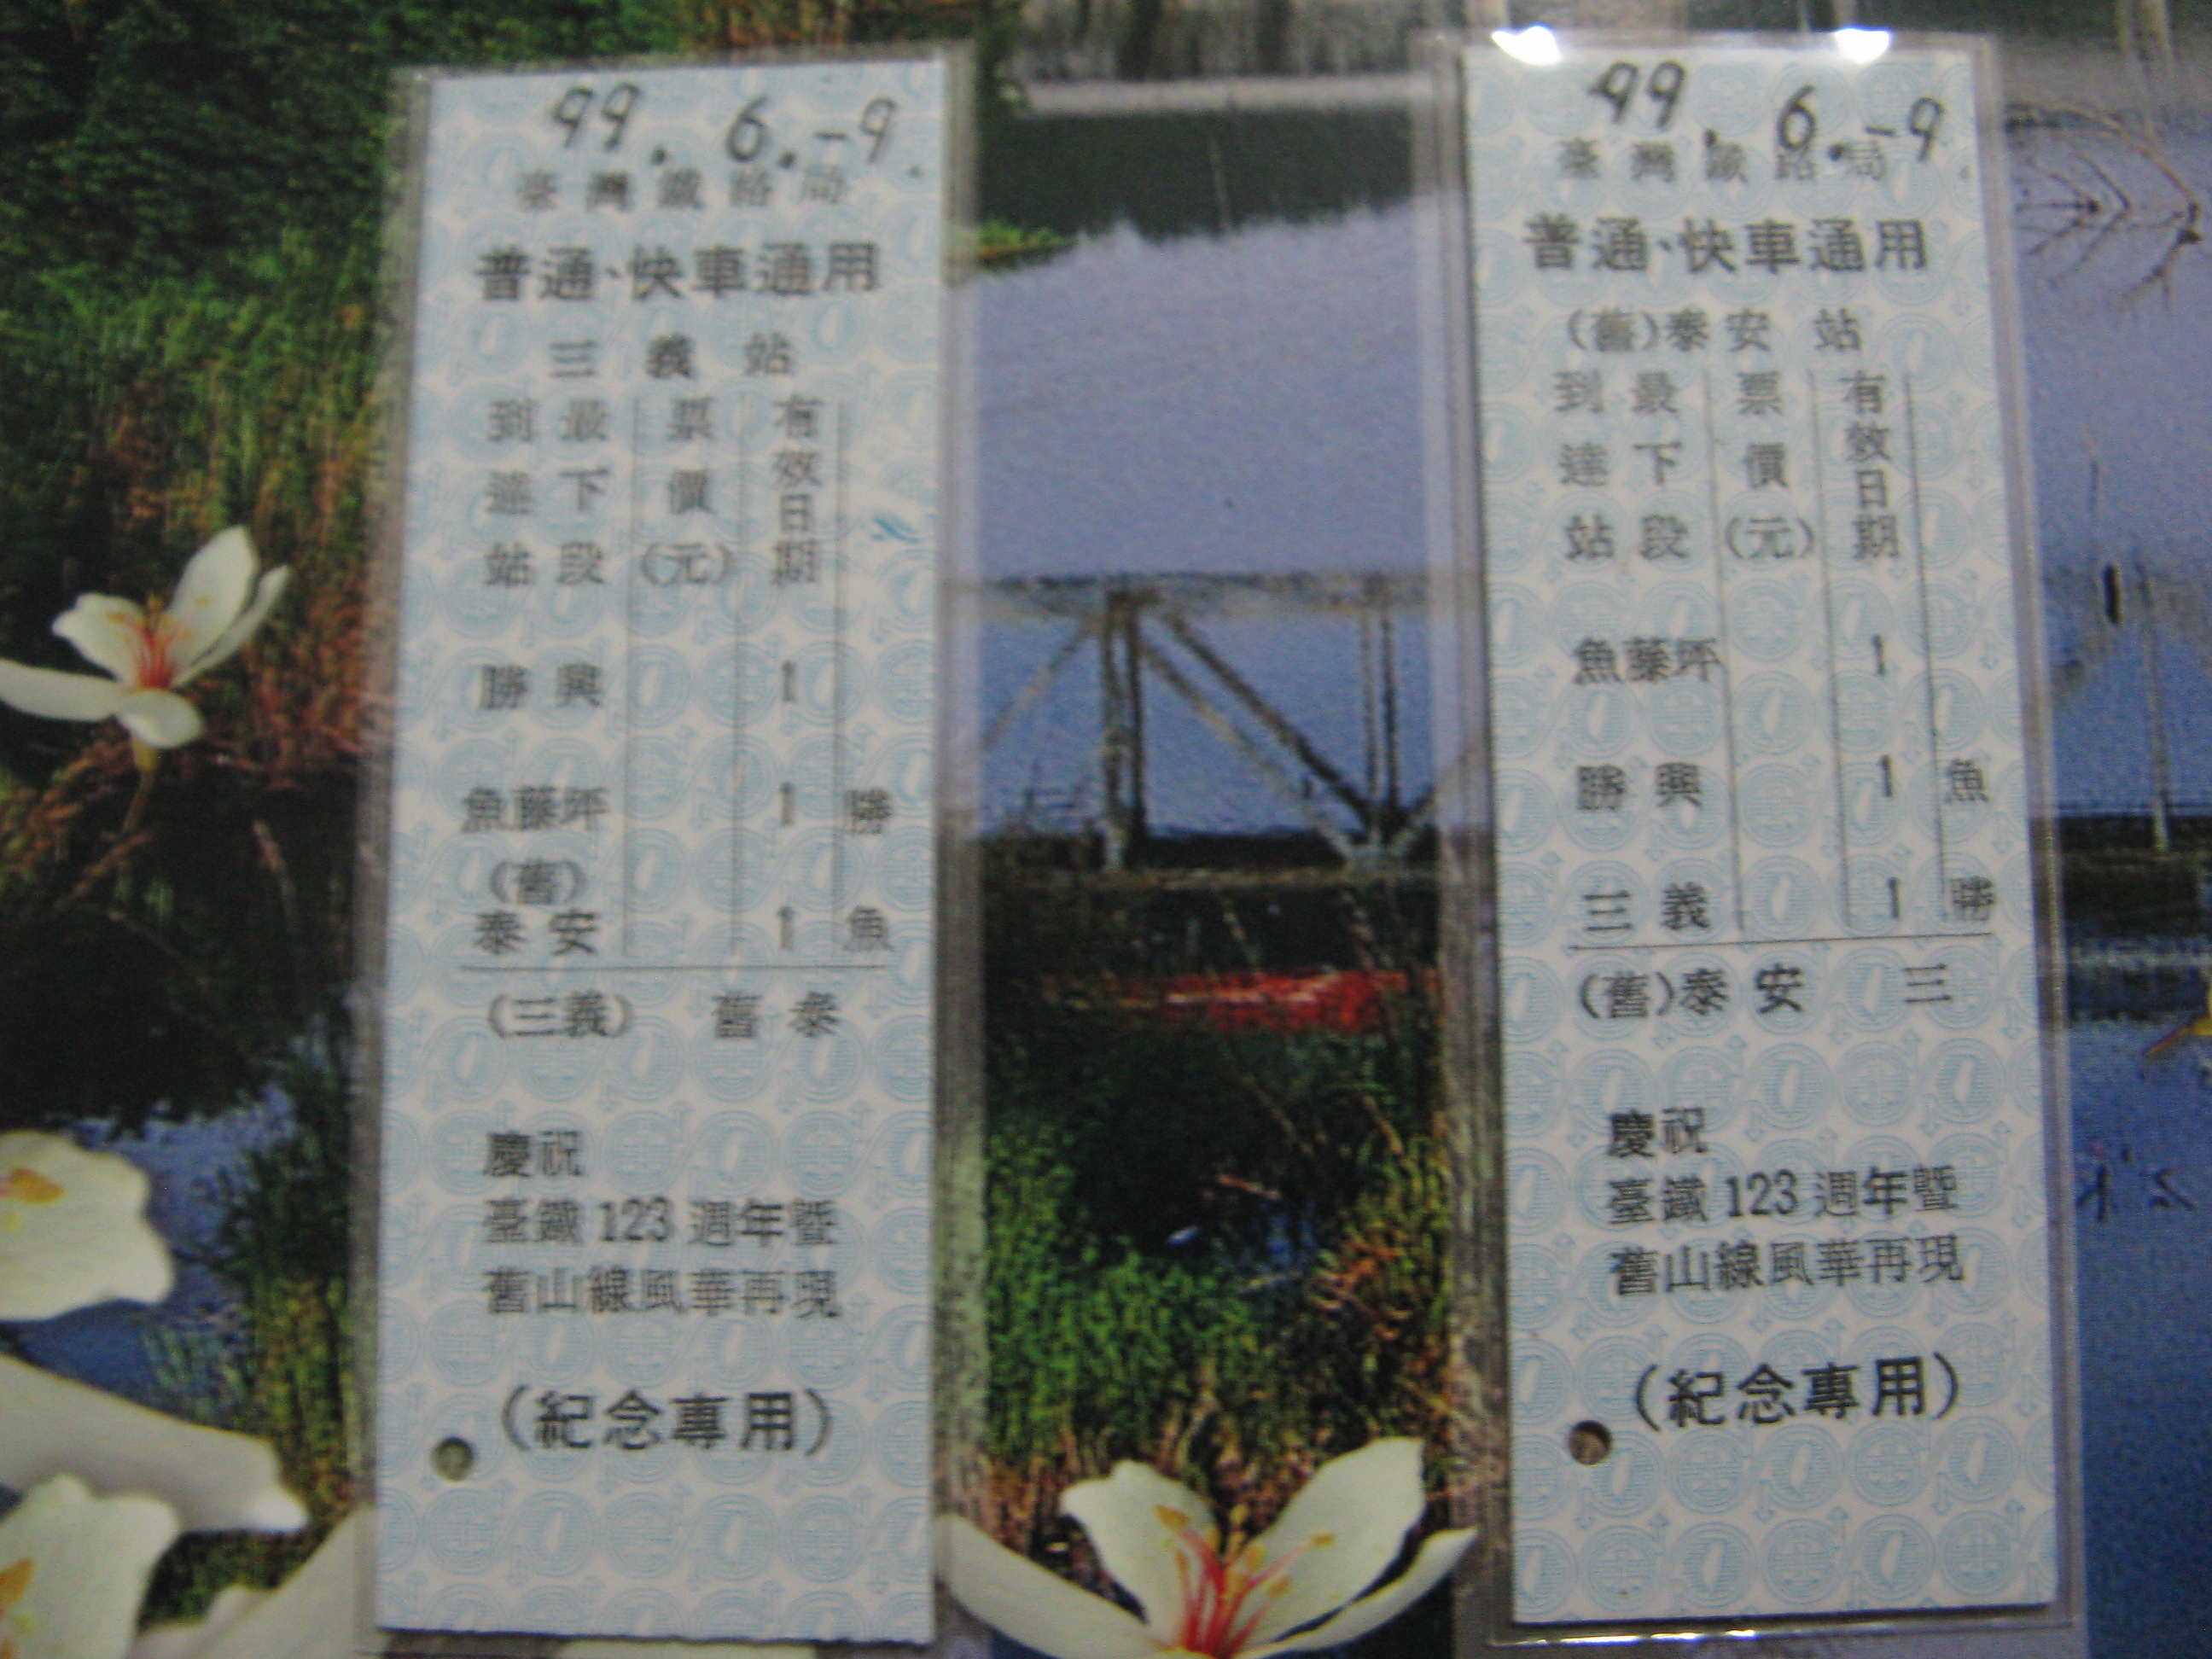 99. 6.-9.
臺灣鐵路局
普通、快車通用
三義站
到達站 最下段 票價(元) 有效日期
勝興 1
魚藤坪 1 勝
(舊)
泰安 1 魚
(三義) 舊泰
慶祝
臺鐵123週年暨
舊山線風華再現
(紀念專用)
99. 6.-9.
臺灣鐵路局
普通、快車通用
(舊)泰安 站
到達站 最下段 票價(元) 有效日期
魚藤坪 1
勝興 1 魚
三義 1 勝
(舊)泰安 三
慶祝
臺鐵123週年暨
舊山線風華再現
(紀念專用)